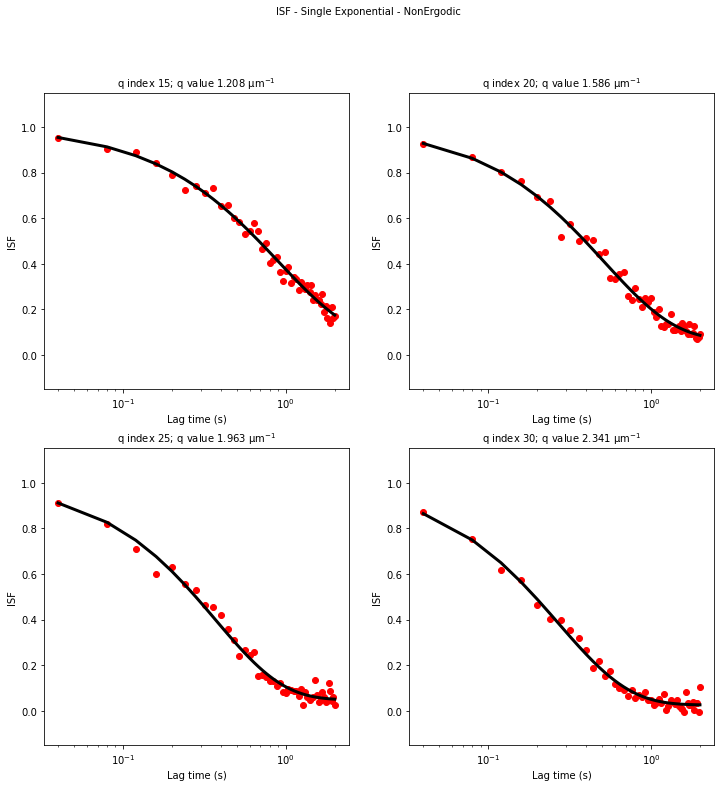 ISF - Single Exponential - NonErgodic
q index 15; q value 1.208 μm⁻¹
q index 20; q value 1.586 μm⁻¹
1.0
0.8
0.6
0.4
0.2
0.0
ISF
10⁻¹
10⁰
Lag time (s)
1.0
0.8
0.6
0.4
0.2
0.0
ISF
10⁻¹
10⁰
Lag time (s)
q index 25; q value 1.963 μm⁻¹
q index 30; q value 2.341 μm⁻¹
1.0
0.8
0.6
0.4
0.2
0.0
ISF
10⁻¹
10⁰
Lag time (s)
1.0
0.8
0.6
0.4
0.2
0.0
ISF
10⁻¹
10⁰
Lag time (s)